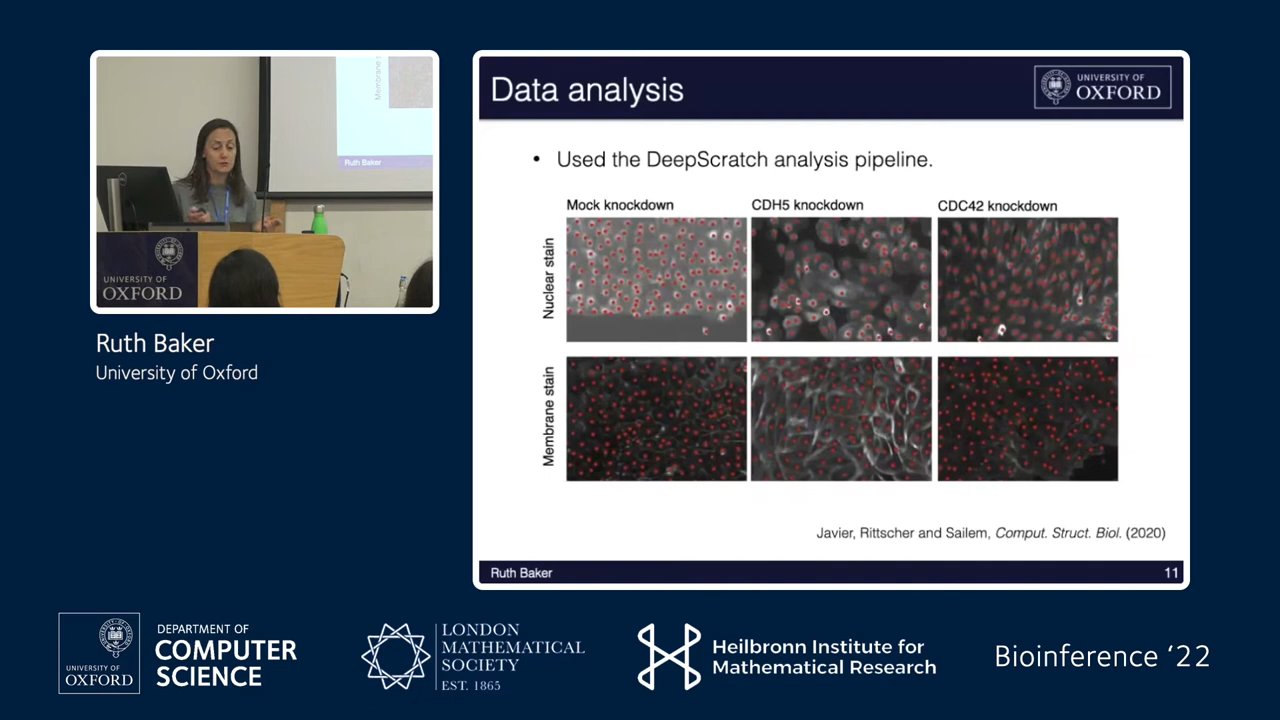 Membrane
Ruth Baker
UNIVERSITY OF
OXFORD
Ruth Baker
University of Oxford
Data analysis
UNIVERSITY OF
OXFORD
• Used the DeepScratch analysis pipeline.
Mock knockdown
CDH5 knockdown
CDC42 knockdown
Nuclear stain
Membrane stain
Javier, Rittscher and Sailem, Comput. Struct. Biol. (2020)
Ruth Baker
11
UNIVERSITY OF
OXFORD
DEPARTMENT OF
COMPUTER
SCIENCE
LONDON
MATHEMATICAL
SOCIETY
EST. 1865
Heilbronn Institute for
Mathematical Research
Bioinference ‘22